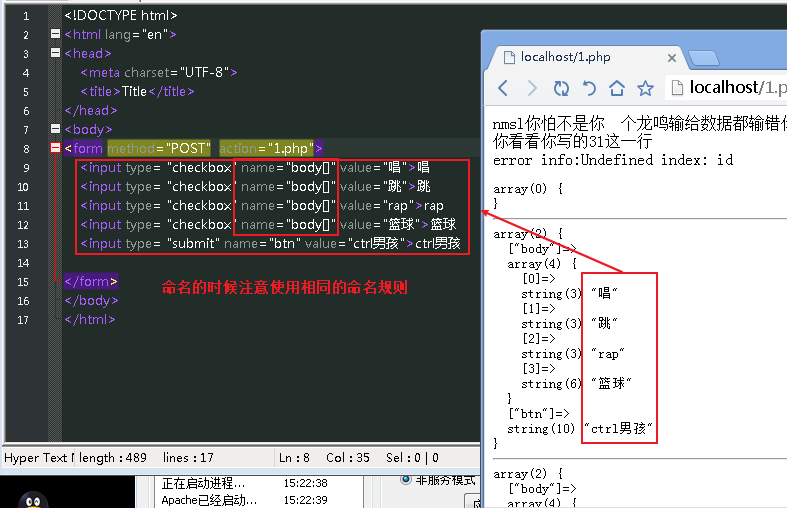 1 <!DOCTYPE html>
2 <html lang="en">
3 <head>
4 <meta charset="UTF-8">
5 <title>Title</title>
6 </head>
7 <body>
8 <form method="POST" action="1.php">
9 <input type= "checkbox" name="body[]" value="唱">唱
10 <input type= "checkbox" name="body[]" value="跳">跳
11 <input type= "checkbox" name="body[]" value="rap">rap
12 <input type= "checkbox" name="body[]" value="篮球">篮球
13 <input type= "submit" name="btn" value="ctrl男孩">ctrl男孩
14
15 </form>
命名的时候注意使用相同的命名规则
16 </body>
17 </html>
Hyper Text length : 489 lines : 17 Ln : 8 Col : 35 Sel : 0 | 0
正在启动进程... 15:22:38
Apache已经启动... 15:22:39
非服务模式
localhost/1.php
localhost/1.p
nmsl你怕不是你 个龙鸣输给数据都输错
你看看你写的31这一行
error info:Undefined index: id
array(0) {
}
array(2) {
["body"]=>
array(4) {
[0]=>
string(3) "唱"
[1]=>
string(3) "跳"
[2]=>
string(3) "rap"
[3]=>
string(6) "篮球"
}
["btn"]=>
string(10) "ctrl男孩"
}
array(2) {
["body"]=>
array(4) {